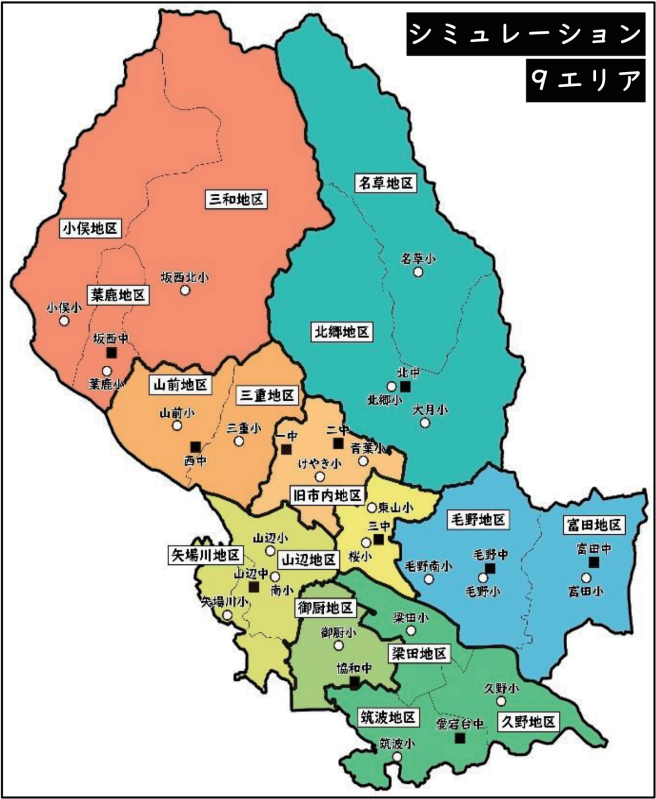 シミュレーション
9エリア
名草地区
三和地区
小俣地区
名草小
坂西北小
葉鹿地区
小俣小
北郷地区
坂西中
北中
葉鹿小
山前地区
北郷小
三重地区
大月小
山前小
三重小
一中
二中
青葉小
西中
けやき小
旧市内地区
東山小
毛野地区
富田地区
三中
山辺小
桜小
矢場川地区
山辺地区
毛野中
富田中
毛野南小
山辺中
南小
毛野小
富田小
矢場川小
御厨地区
梁田小
御厨小
梁田地区
協和中
久野小
筑波地区
久野地区
愛宕台中
筑波小